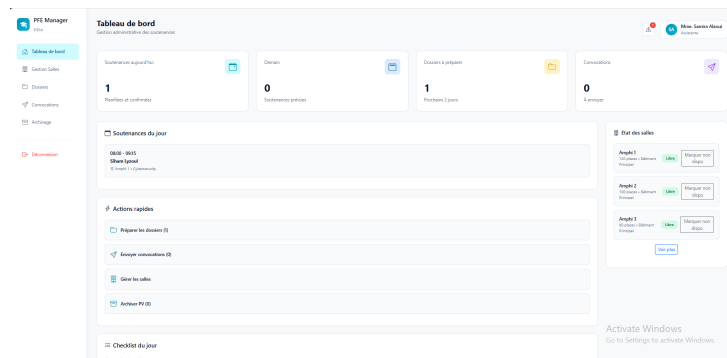 PFE Manager
Tableau de bord
Gestion administrative des soutenances
Mme. Samira Alaoui
Assistante
SA
Tableau de bord
Gestion Salles
Dossiers
Convocations
Archivage
Déconnexion
Soutenances aujourd'hui
1
Planifiées et confirmées
Demain
0
Soutenances prévues
Dossiers à préparer
1
Prochains 2 jours
Convocations
0
À envoyer
Soutenances du jour
08:00 - 09:15
Siham Lyzoul
Amphi 1 • Cybersecurity
Actions rapides
Préparer les dossiers (1)
Envoyer convocations (0)
Gérer les salles
Archiver PV (0)
Checklist du jour
Etat des salles
Amphi 1
120 places • Bâtiment
Principal
Libre
Marquer non
dispo
Amphi 2
100 places • Bâtiment
Principal
Libre
Marquer non
dispo
Amphi 3
80 places • Bâtiment
Principal
Libre
Marquer non
dispo
Voir plus
Activate Windows
Go to Settings to activate Windows.